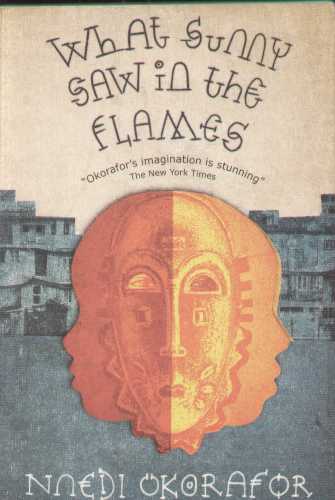 WHAT SUNNY
SAW IN THE
FLAMES
"Okorafor's imagination is stunning"
The New York Times
NNEDI OKORAFOR